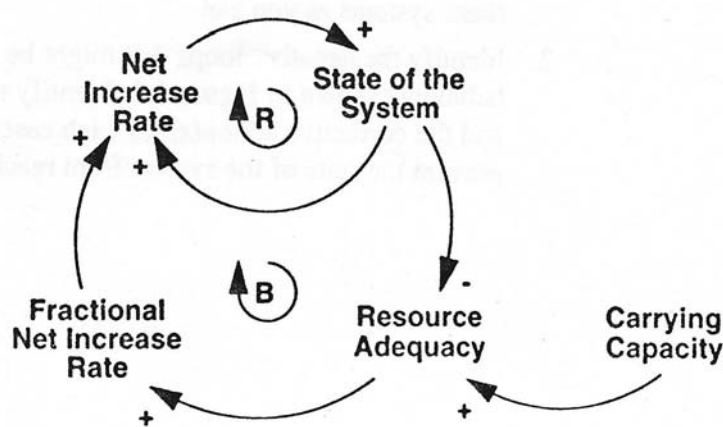 +
Net
Increase
Rate
State of the
System
R
+
+
B
-
Fractional
Net Increase
Rate
Resource
Adequacy
Carrying
Capacity
+
+